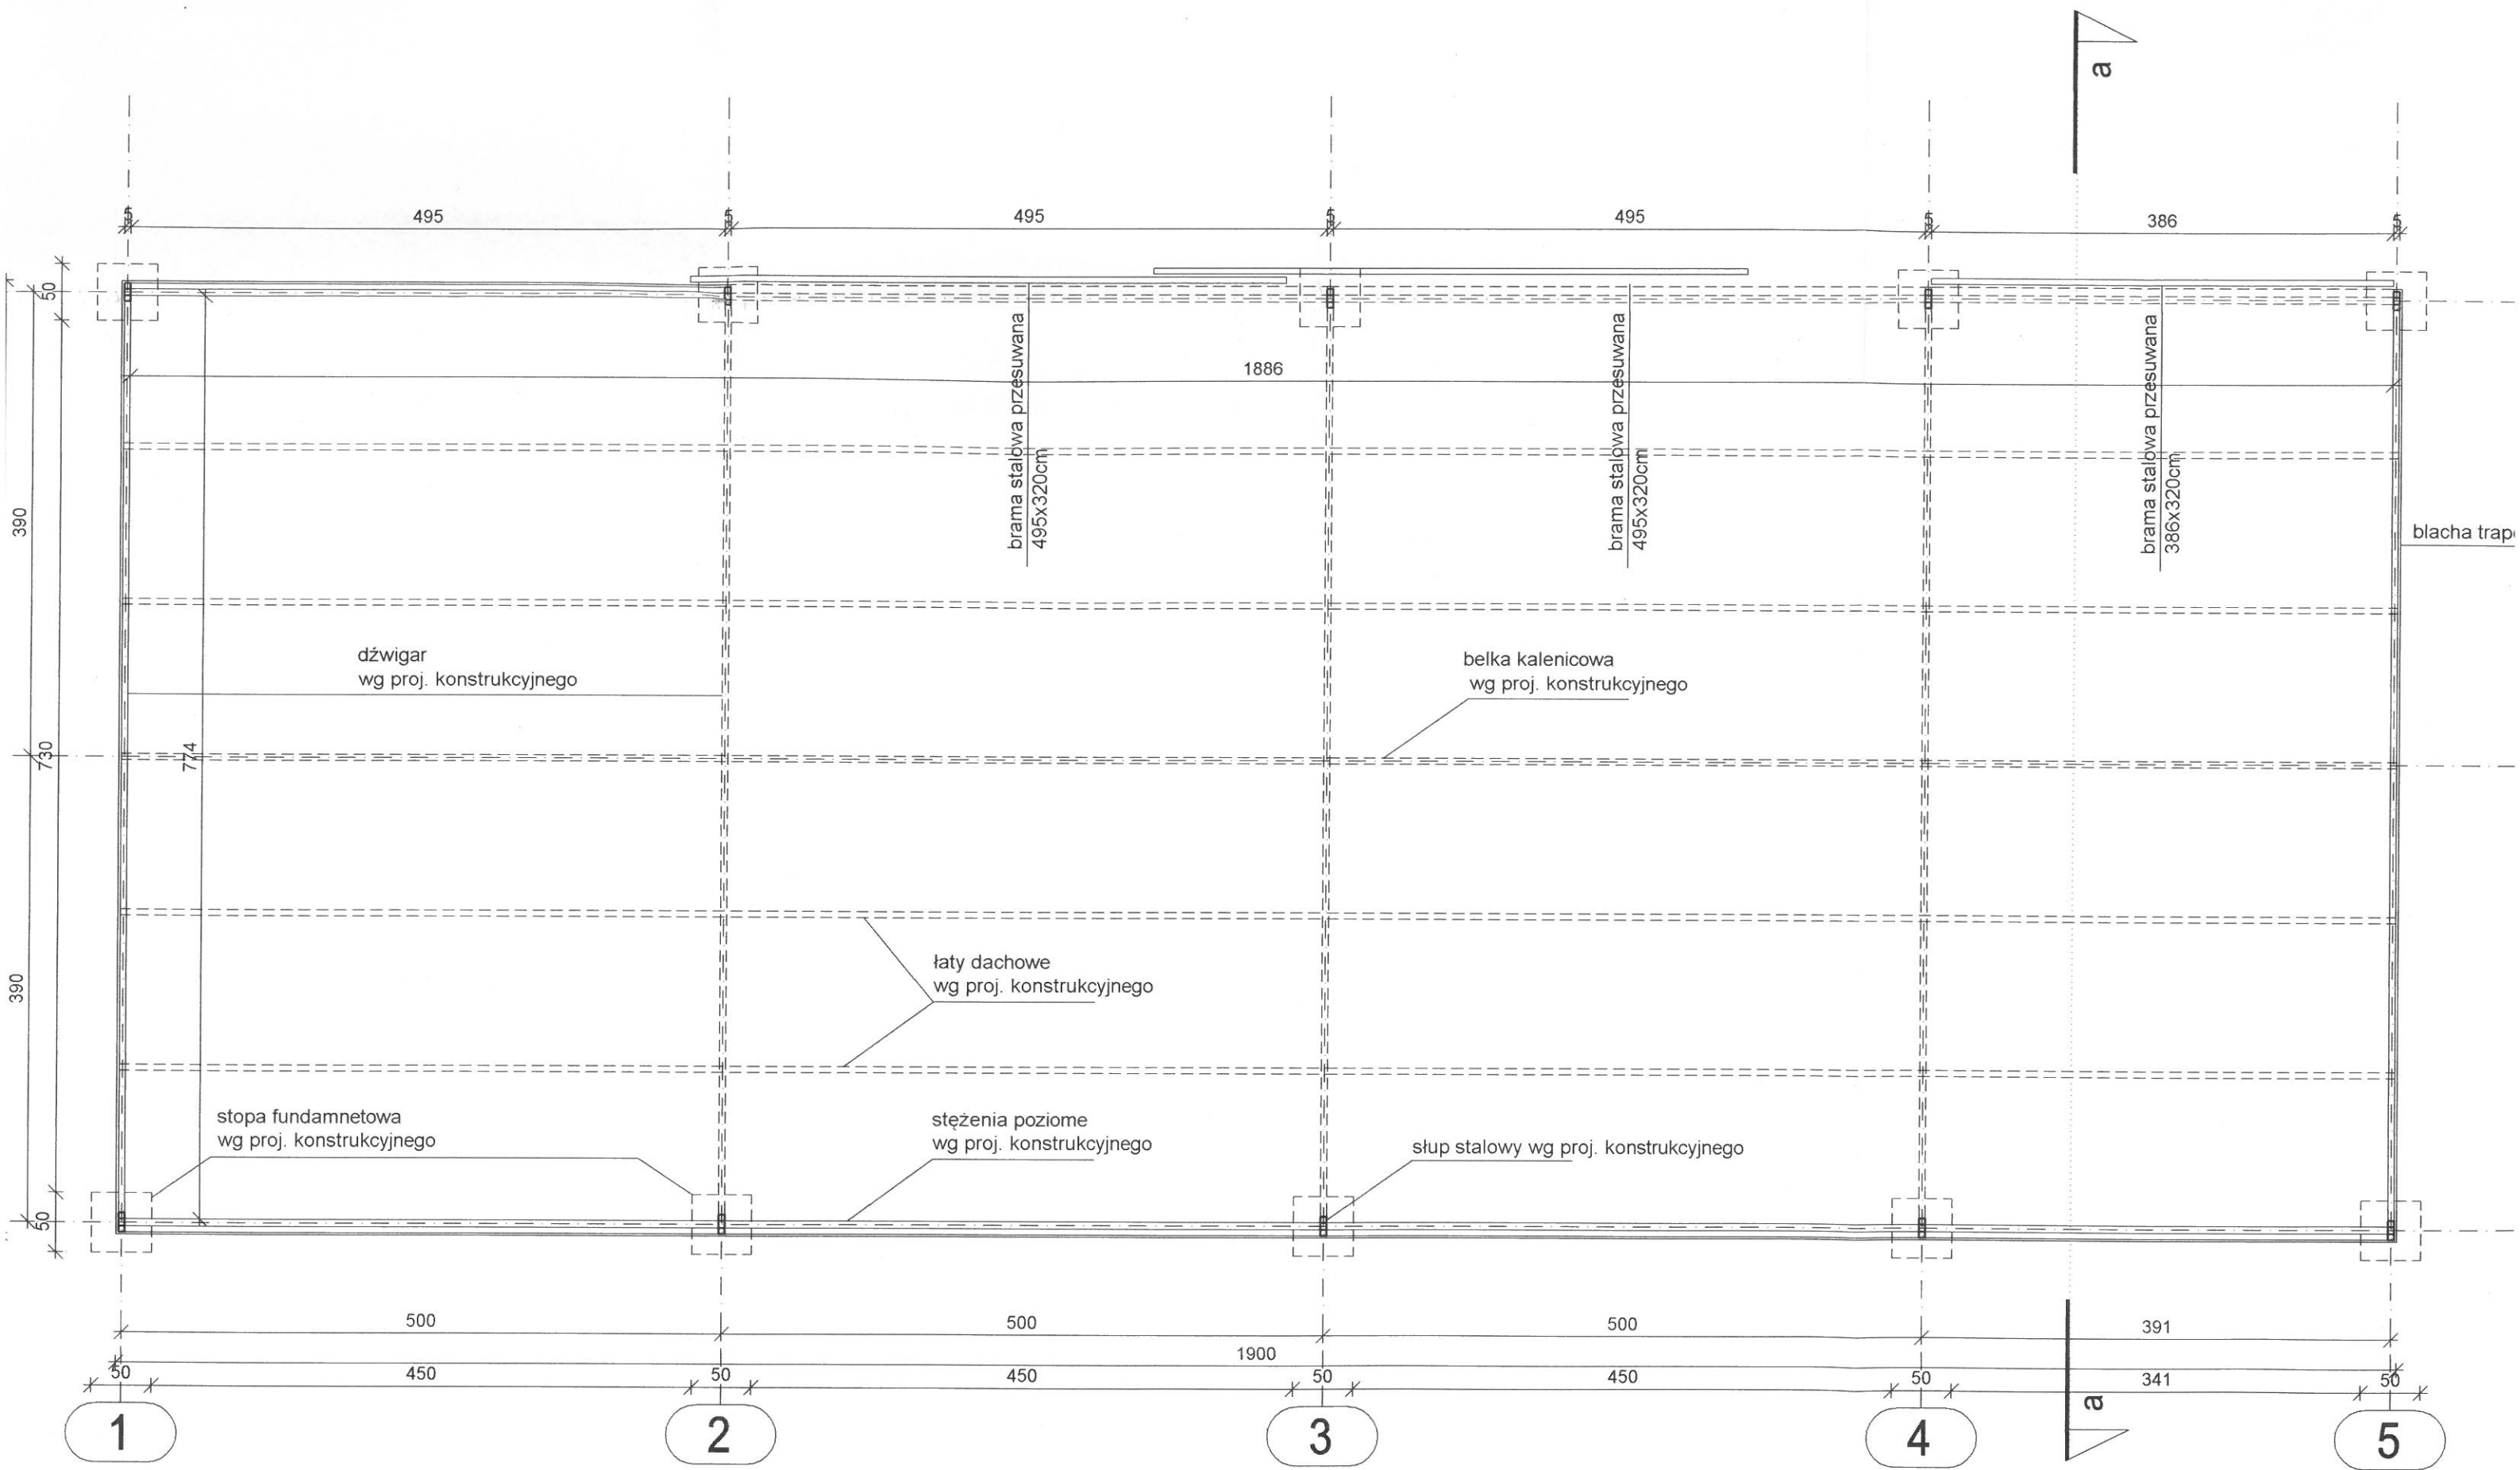 a
5 495 5 495 5 495 5 386 5
50
1886
brama stalowa przesuwana
495x320cm
brama stalowa przesuwana
495x320cm
brama stalowa przesuwana
386x320cm
390
blacha
dźwigar
wg proj. konstrukcyjnego
belka kalenicowa
wg proj. konstrukcyjnego
730
774
390
łaty dachowe
wg proj. konstrukcyjnego
stopa fundamnetowa
wg proj. konstrukcyjnego
stężenia poziome
wg proj. konstrukcyjnego
słup stalowy wg proj. konstrukcyjnego
50
500 500 500 391
1900
50 450 50 450 50 450 50 341 50
a
1 2 3 4 5